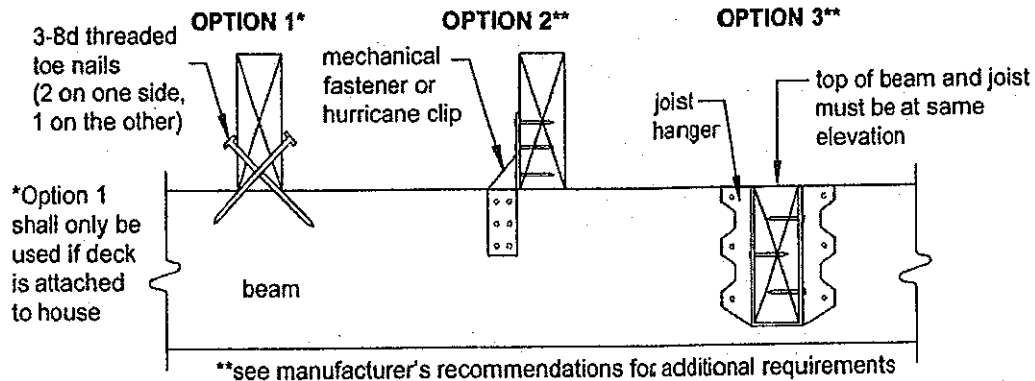 OPTION 1*
OPTION 2**
OPTION 3**
3-8d threaded
toe nails
(2 on one side,
1 on the other)
mechanical
fastener or
hurricane clip
joist
hanger
top of beam and joist
must be at same
elevation
*Option 1
shall only be
used if deck
is attached
to house
beam
**see manufacturer's recommendations for additional requirements